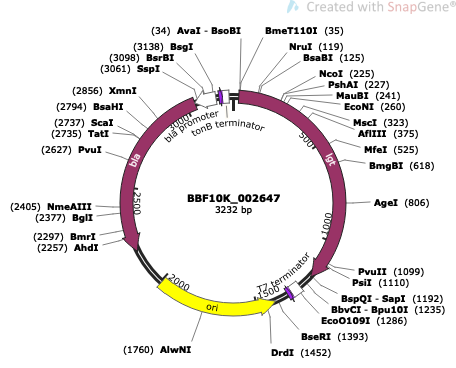 Created with SnapGene®
(34) AvaI - BsoBI
BmeT110I (35)
(3138) BsgI
NruI (119)
(3098) BsrBI
BsaBI (125)
(3061) SspI
NcoI (225)
PshAI (227)
(2856) XmnI
MauBI (241)
(2794) BsaHI
EcoNI (260)
(2737) ScaI
MscI (323)
(2735) TatI
AflIII (375)
(2627) PvuI
MfeI (525)
BmgBI (618)
bla promoter
tonB terminator
3000
500
bla
lgt
BBF10K_002647
3232 bp
AgeI (806)
(2405) NmeAIII
(2377) BglI
2500
1000
(2297) BmrI
(2257) AhdI
T7 terminator
PvuII (1099)
PsiI (1110)
2000
1500
BspQI - SapI (1192)
BbvCI - Bpu10I (1235)
ori
EcoO109I (1286)
BseRI (1393)
(1760) AlwNI
DrdI (1452)